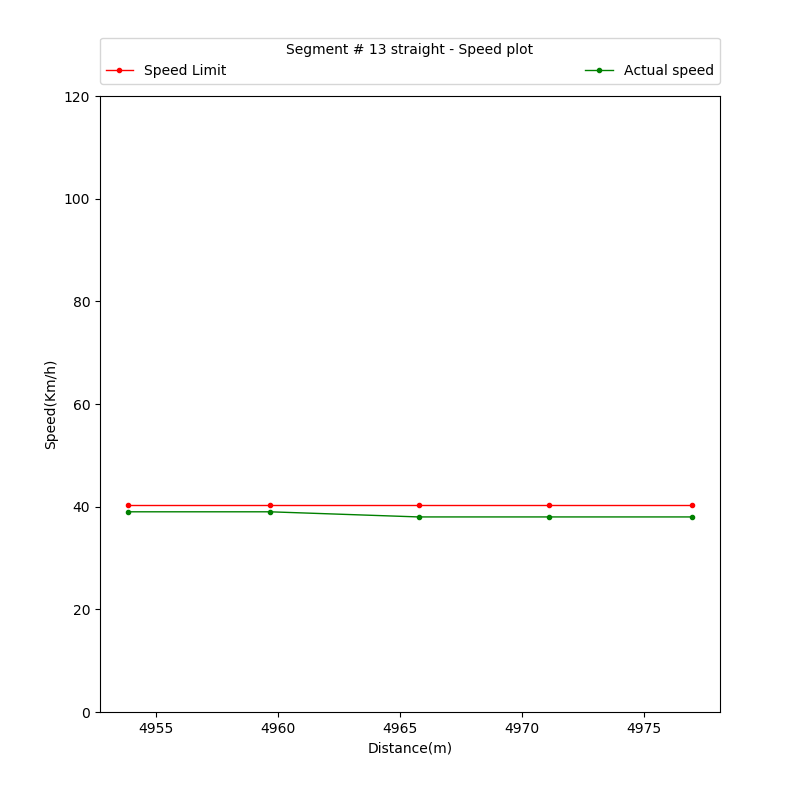 Segment # 13 straight - Speed plot
Speed Limit
Actual speed
120
100
80
60
40
20
0
Speed(Km/h)
4955 4960 4965 4970 4975
Distance(m)